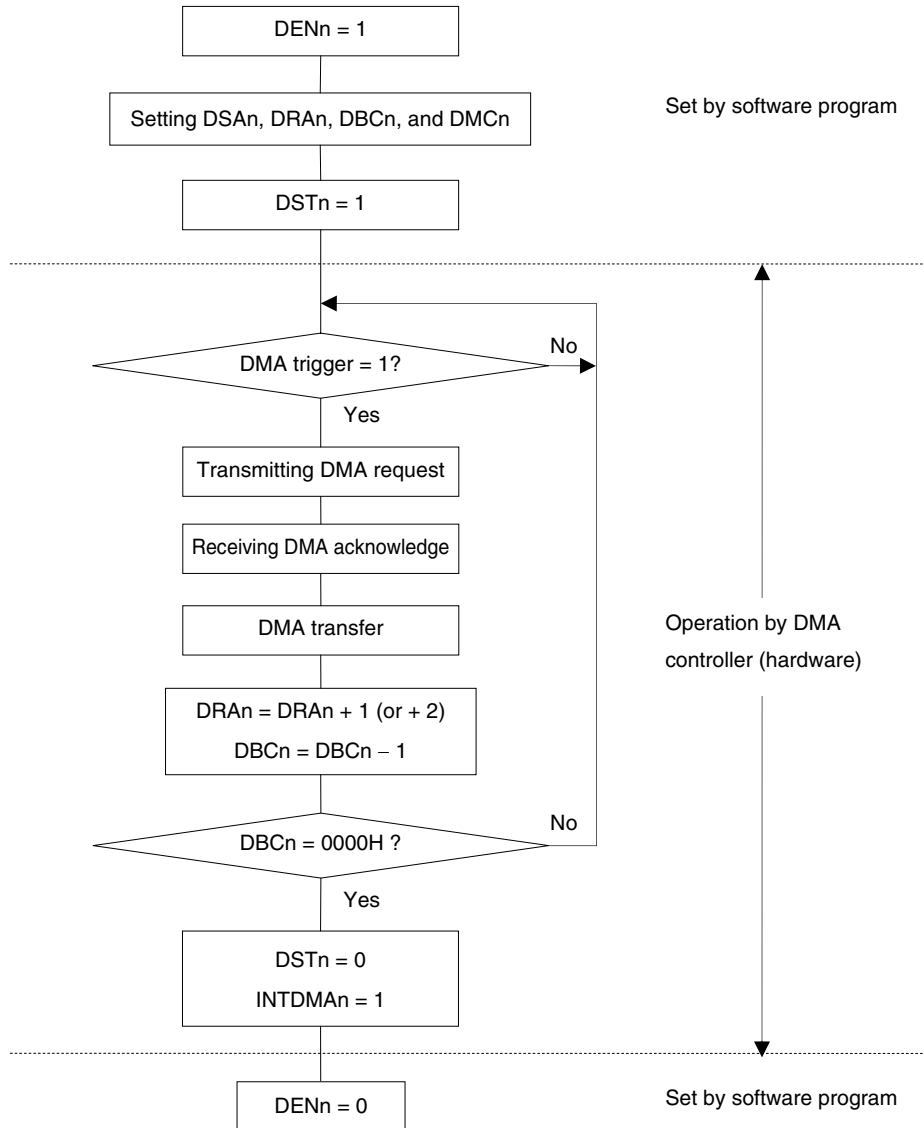 DENn = 1
Setting DSAn, DRAn, DBCn, and DMCn
Set by software program
DSTn = 1
DMA trigger = 1?
No
Yes
Transmitting DMA request
Receiving DMA acknowledge
DMA transfer
Operation by DMA
controller (hardware)
DRAn = DRAn + 1 (or + 2)
DBCn = DBCn − 1
DBCn = 0000H ?
No
Yes
DSTn = 0
INTDMAn = 1
DENn = 0
Set by software program